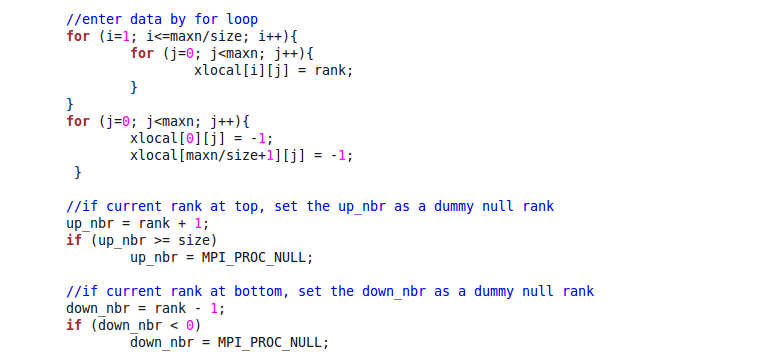 //enter data by for loop
for (i=1; i<=maxn/size; i++){
for (j=0; j<maxn; j++){
xlocal[i][j] = rank;
}
}
for (j=0; j<maxn; j++){
xlocal[0][j] = -1;
xlocal[maxn/size+1][j] = -1;
}
//if current rank at top, set the up_nbr as a dummy null rank
up_nbr = rank + 1;
if (up_nbr >= size)
up_nbr = MPI_PROC_NULL;
//if current rank at bottom, set the down_nbr as a dummy null rank
down_nbr = rank - 1;
if (down_nbr < 0)
down_nbr = MPI_PROC_NULL;